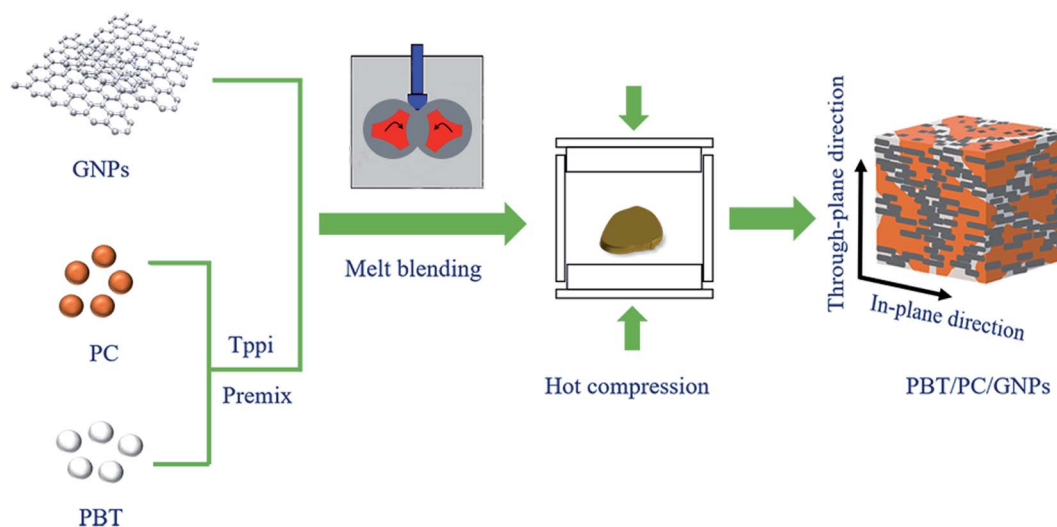 GNPs
PC
PBT
Tppi
Premix
Melt blending
Hot compression
Through-plane direction
In-plane direction
PBT/PC/GNPs